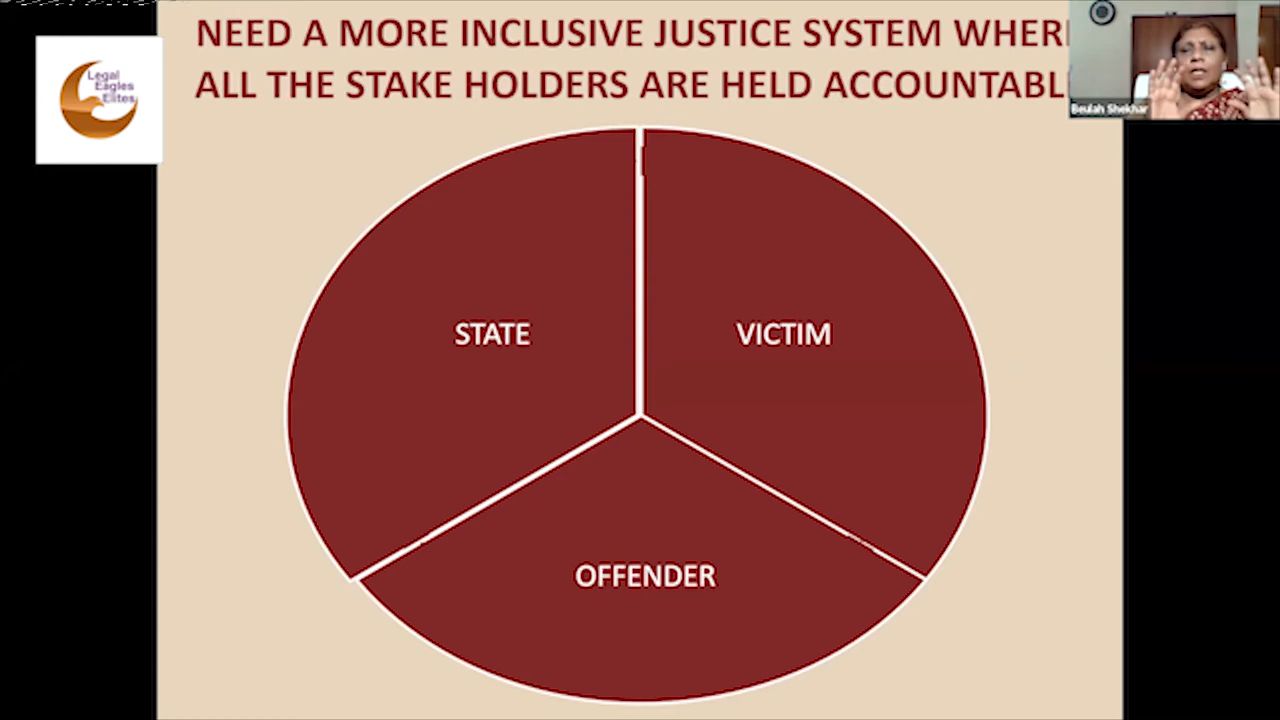 NEED A MORE INCLUSIVE JUSTICE SYSTEM WHERE
ALL THE STAKE HOLDERS ARE HELD ACCOUNTABL
Legal
Eagles
Elites
Beulah Shekhar
STATE
VICTIM
OFFENDER